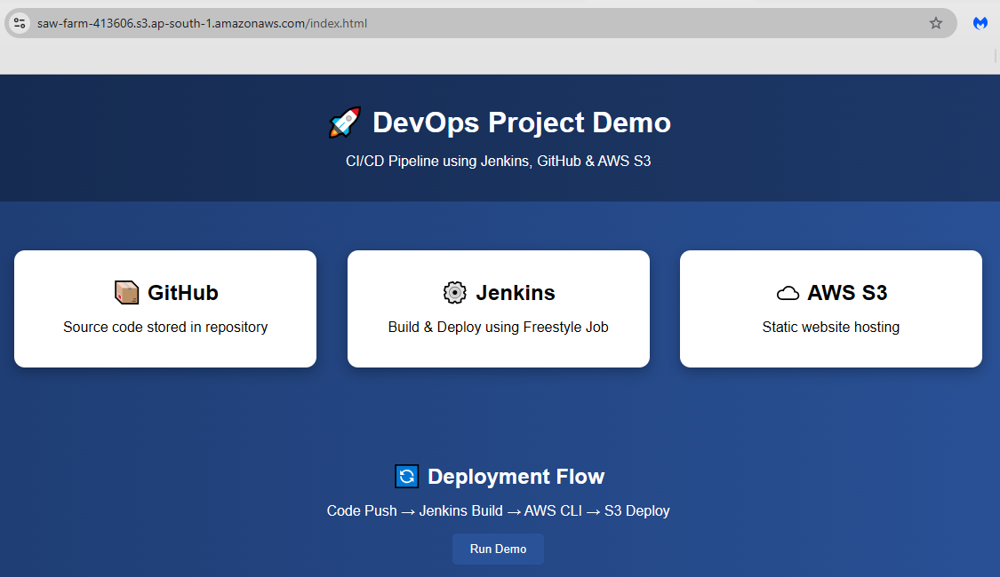 saw-farm-413606.s3.ap-south-1.amazonaws.com/index.html
🚀 DevOps Project Demo
CI/CD Pipeline using Jenkins, GitHub & AWS S3
📦 GitHub
Source code stored in repository
⚙️ Jenkins
Build & Deploy using Freestyle Job
☁️ AWS S3
Static website hosting
🔄 Deployment Flow
Code Push → Jenkins Build → AWS CLI → S3 Deploy
Run Demo